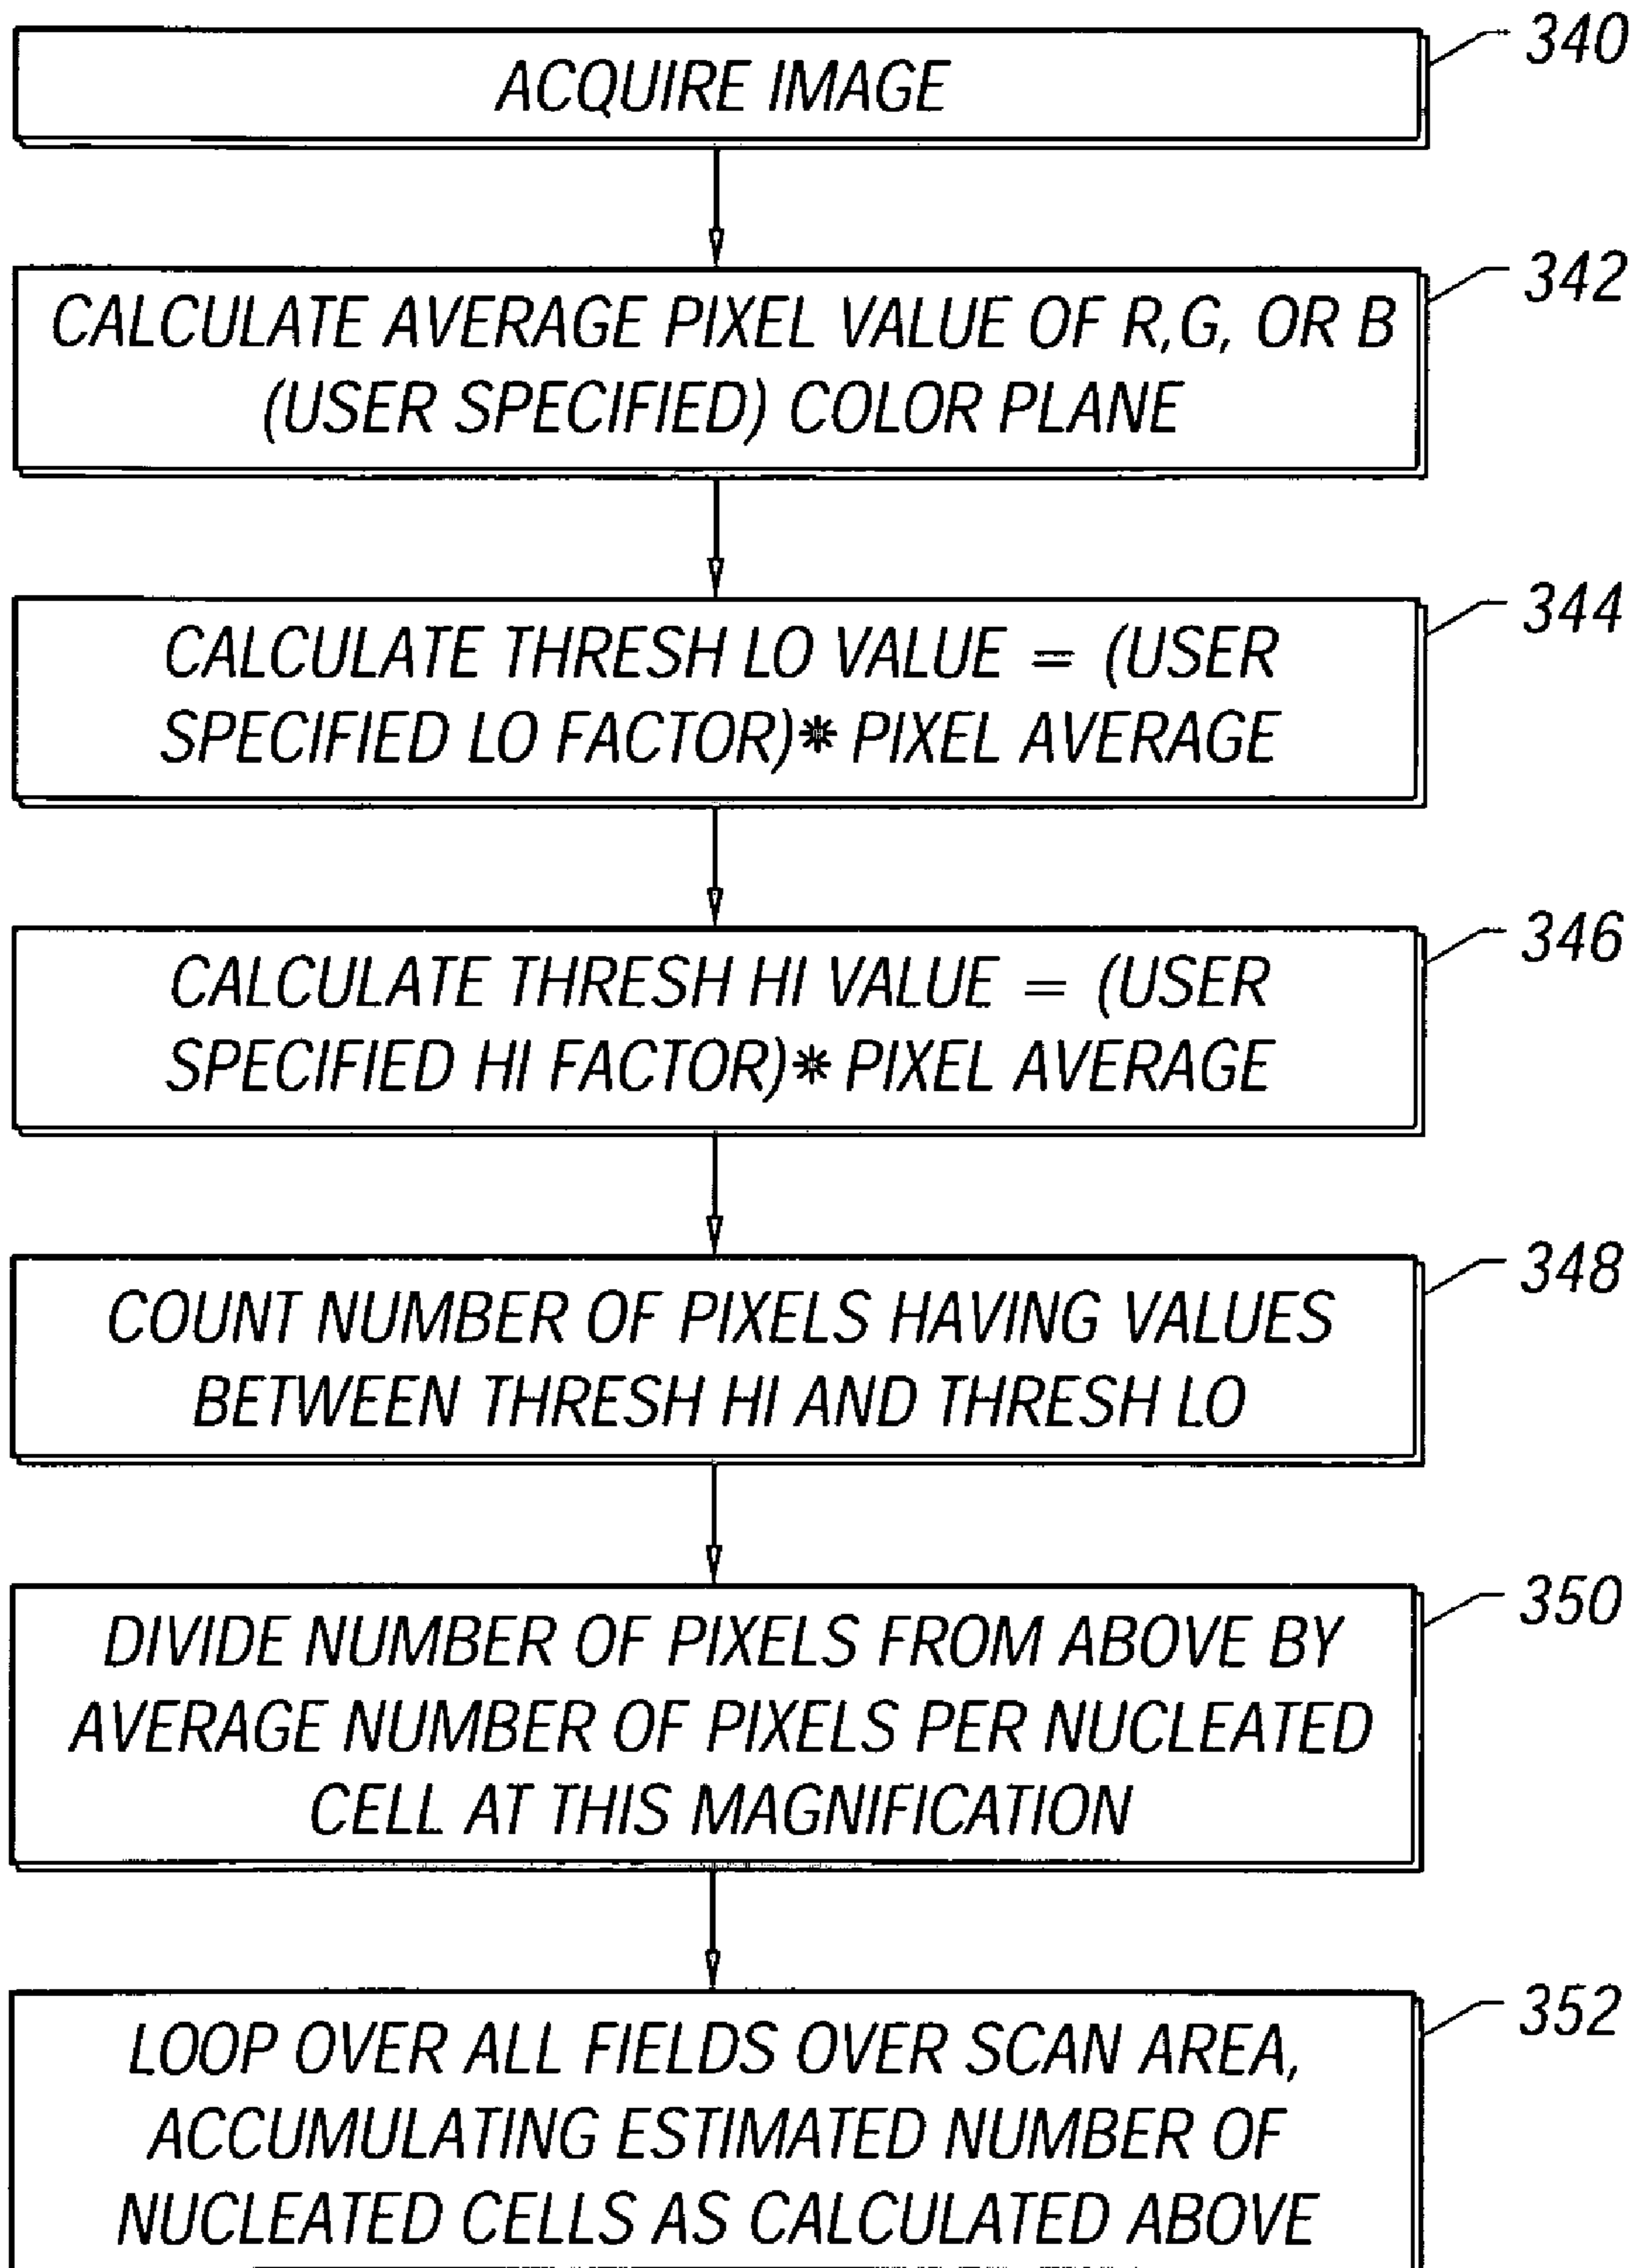 ACQUIRE IMAGE
340
CALCULATE AVERAGE PIXEL VALUE OF R,G, OR B
(USER SPECIFIED) COLOR PLANE
342
CALCULATE THRESH LO VALUE = (USER
SPECIFIED LO FACTOR)* PIXEL AVERAGE
344
CALCULATE THRESH HI VALUE = (USER
SPECIFIED HI FACTOR)* PIXEL AVERAGE
346
COUNT NUMBER OF PIXELS HAVING VALUES
BETWEEN THRESH HI AND THRESH LO
348
DIVIDE NUMBER OF PIXELS FROM ABOVE BY
AVERAGE NUMBER OF PIXELS PER NUCLEATED
CELL AT THIS MAGNIFICATION
350
LOOP OVER ALL FIELDS OVER SCAN AREA,
ACCUMULATING ESTIMATED NUMBER OF
NUCLEATED CELLS AS CALCULATED ABOVE
352